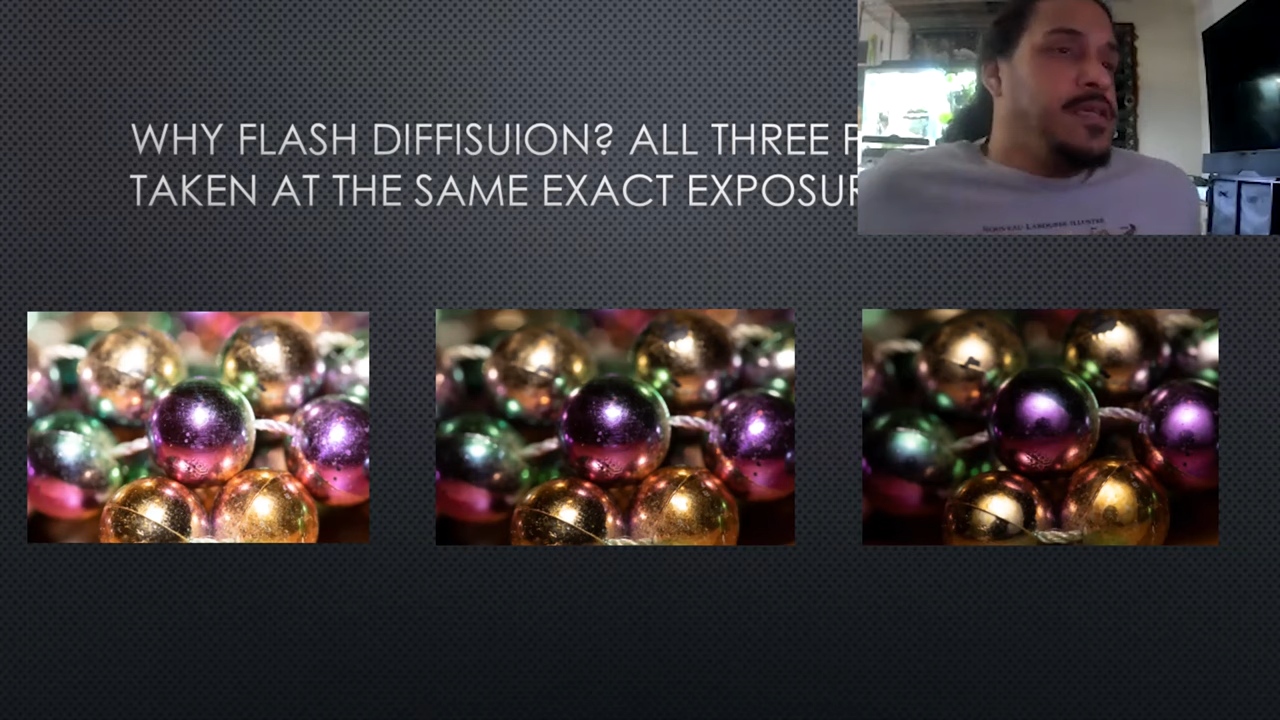 WHY FLASH DIFFISUION? ALL THREE
TAKEN AT THE SAME EXACT